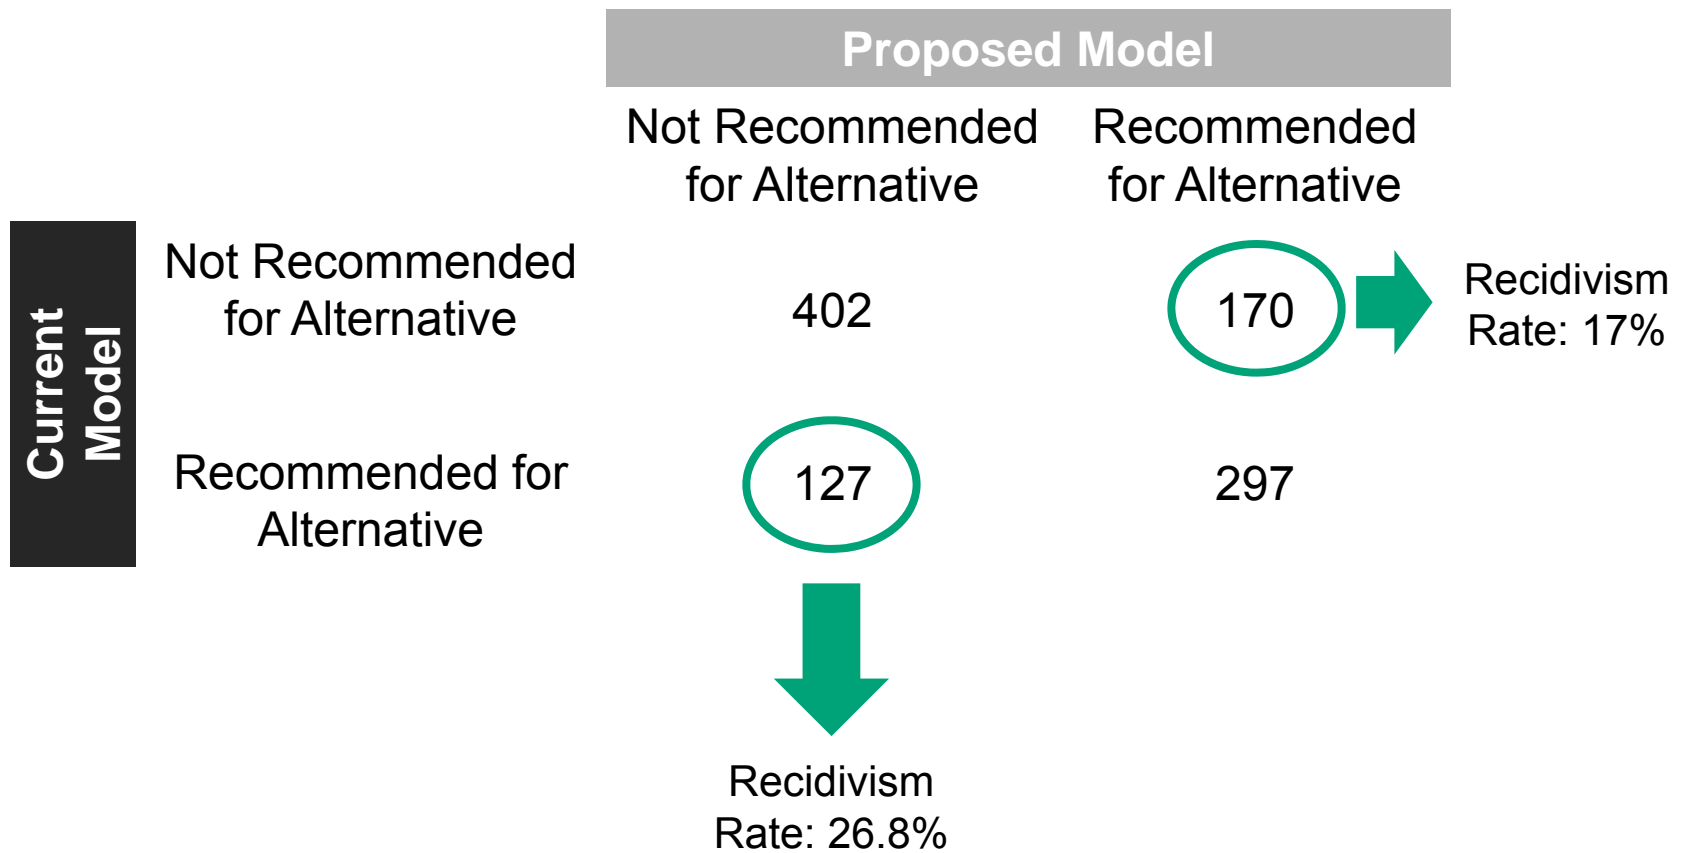 Proposed Model
Not Recommended
for Alternative
Recommended
for Alternative
Current
Model
Not Recommended
for Alternative
402
170
Recidivism
Rate: 17%
Recommended for
Alternative
127
297
Recidivism
Rate: 26.8%